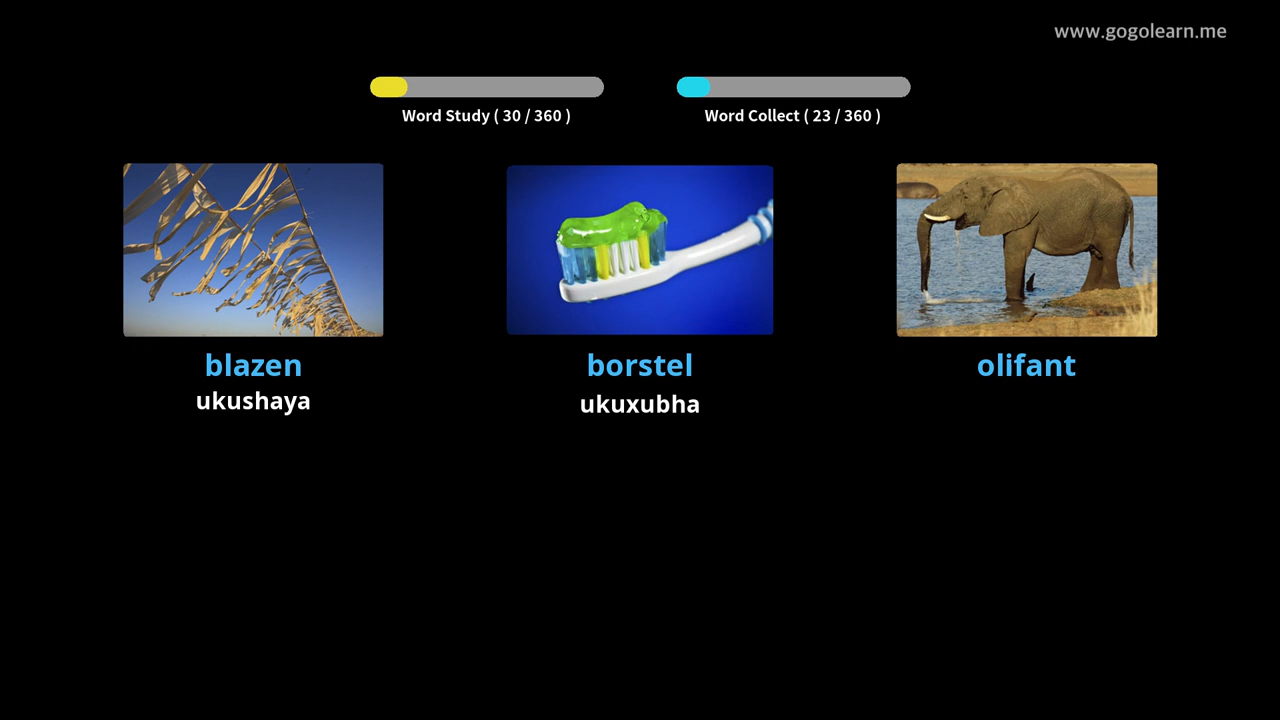 www.gogolearn.me
Word Study ( 30 / 360 )
Word Collect ( 23 / 360 )
blazen
ukushaya
borstel
ukuxubha
olifant